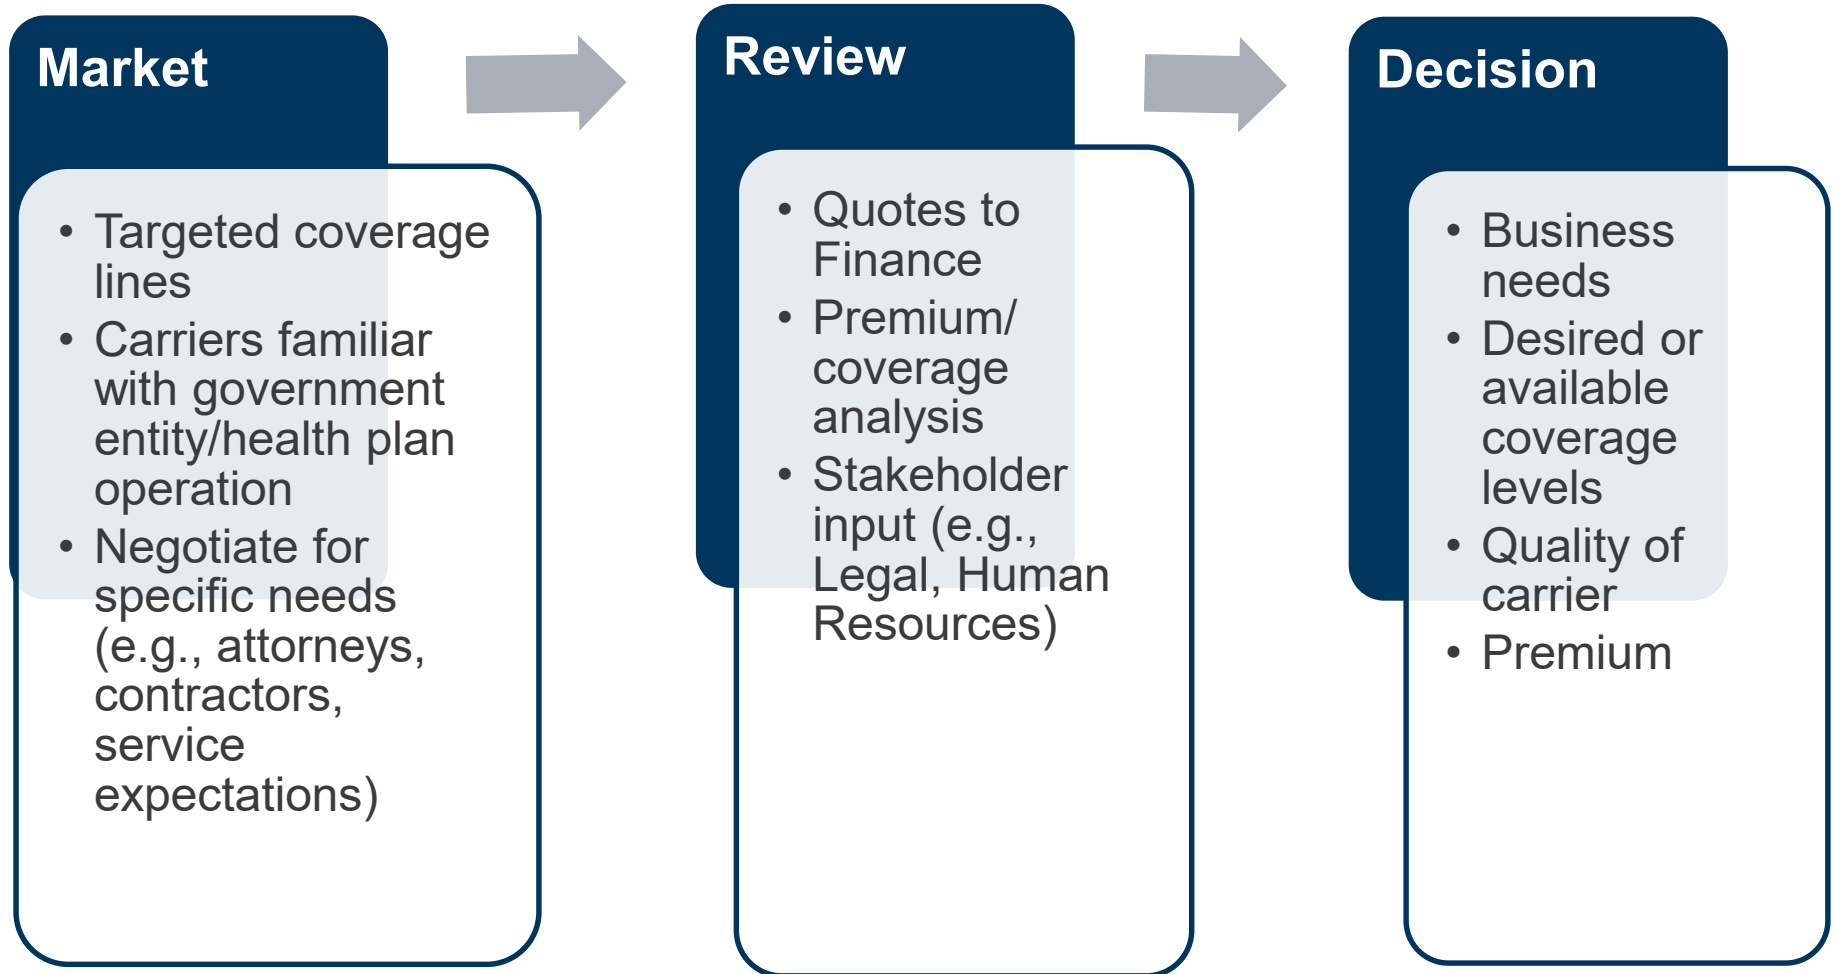 Market
• Targeted coverage
lines
• Carriers familiar
with government
entity/health plan
operation
• Negotiate for
specific needs
(e.g., attorneys,
contractors,
service
expectations)
Review
• Quotes to
Finance
• Premium/
coverage
analysis
• Stakeholder
input (e.g.,
Legal, Human
Resources)
Decision
• Business
needs
• Desired or
available
coverage
levels
• Quality of
carrier
• Premium